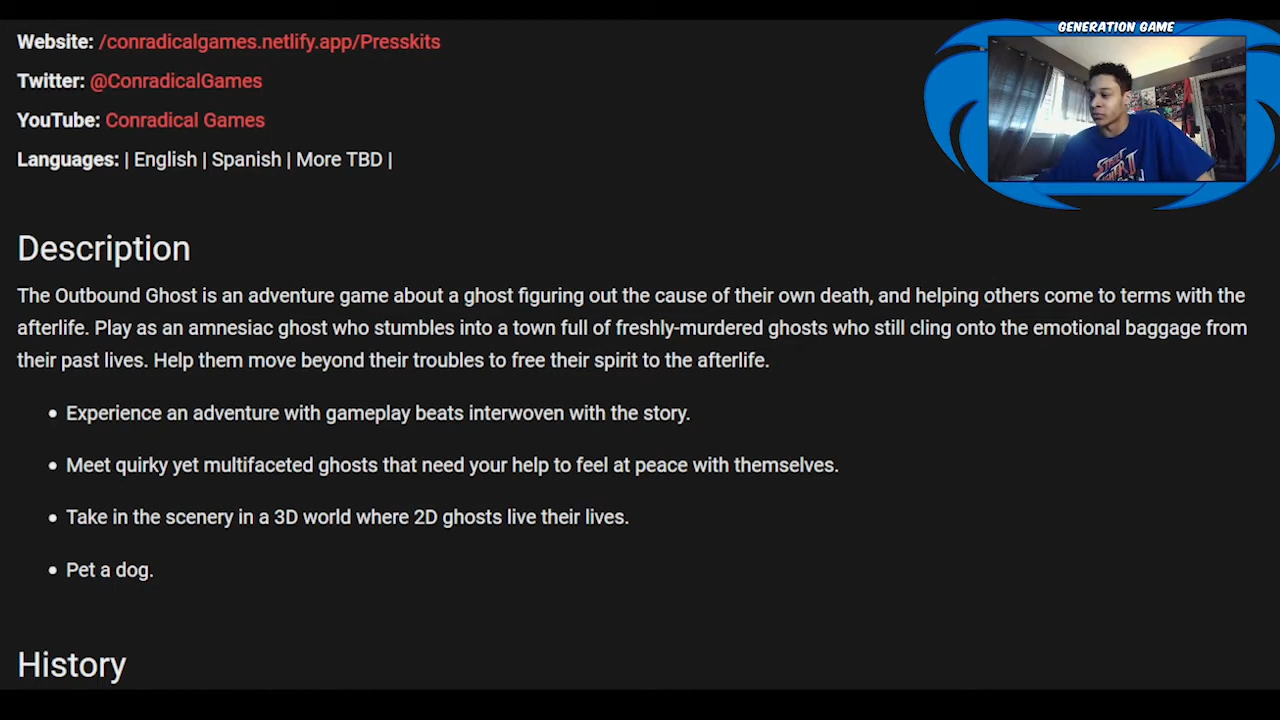 GENERATION GAME
Website: /conradicalgames.netlify.app/Presskits
Twitter: @ConradicalGames
YouTube: Conradical Games
Languages: | English | Spanish | More TBD |
Description
The Outbound Ghost is an adventure game about a ghost figuring out the cause of their own death, and helping others come to terms with the
afterlife. Play as an amnesiac ghost who stumbles into a town full of freshly-murdered ghosts who still cling onto the emotional baggage from
their past lives. Help them move beyond their troubles to free their spirit to the afterlife.
• Experience an adventure with gameplay beats interwoven with the story.
• Meet quirky yet multifaceted ghosts that need your help to feel at peace with themselves.
• Take in the scenery in a 3D world where 2D ghosts live their lives.
• Pet a dog.
History